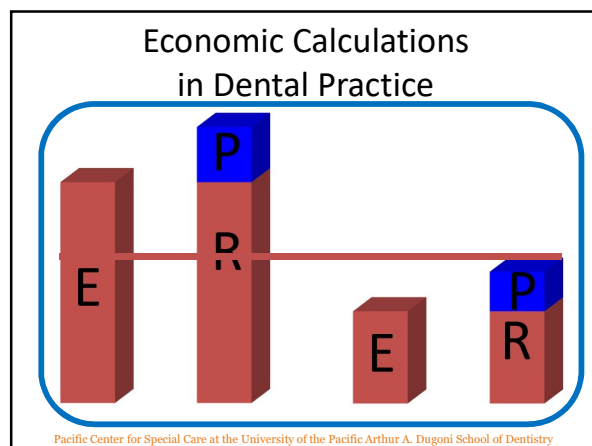 Economic Calculations
in Dental Practice
P
E
R
E
P
R
Pacific Center for Special Care at the University of the Pacific Arthur A. Dugoni School of Dentistry